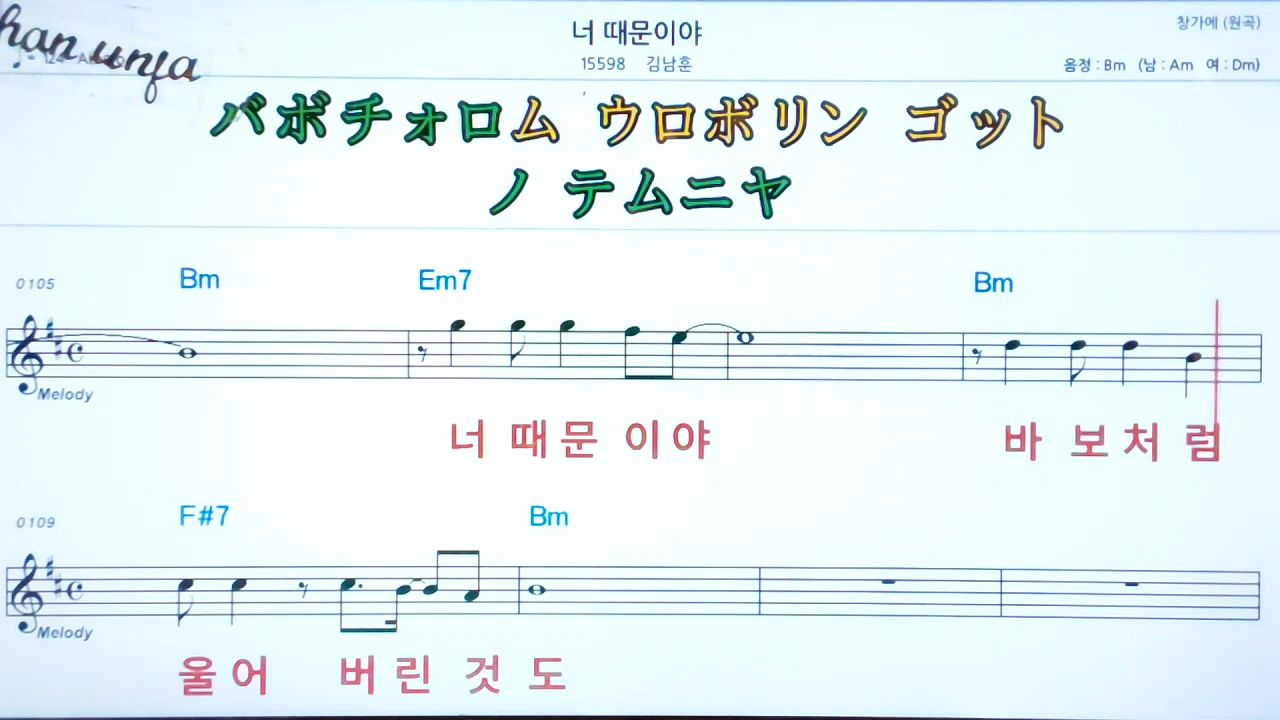 han unja
너 때문이야
창가에 (원곡)
15598 김남훈
음정 : Bm (남 : Am 여 : Dm)
バボチォロム ウロボリン ゴット
ノ テムニヤ
0105 Bm Em7 Bm
Melody
너 때문 이야 바 보처 럼
0109 F#7 Bm
Melody
울어 버린 것 도